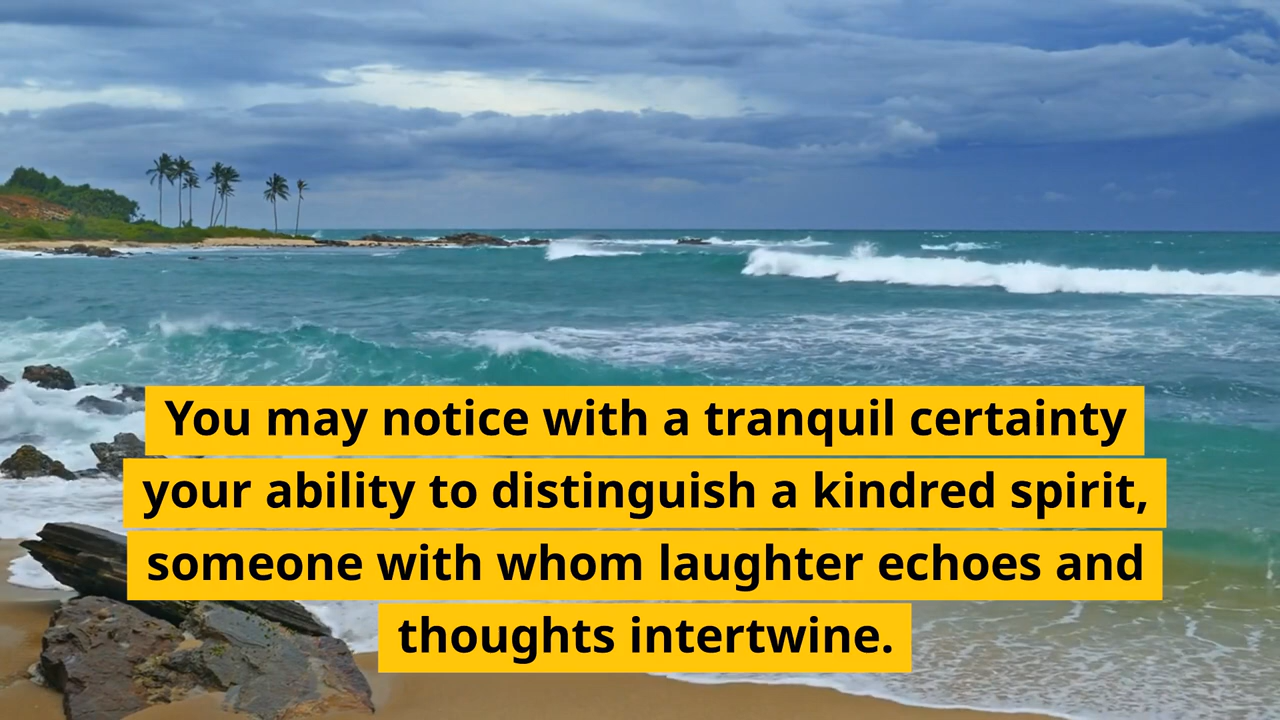 You may notice with a tranquil certainty
your ability to distinguish a kindred spirit,
someone with whom laughter echoes and
thoughts intertwine.